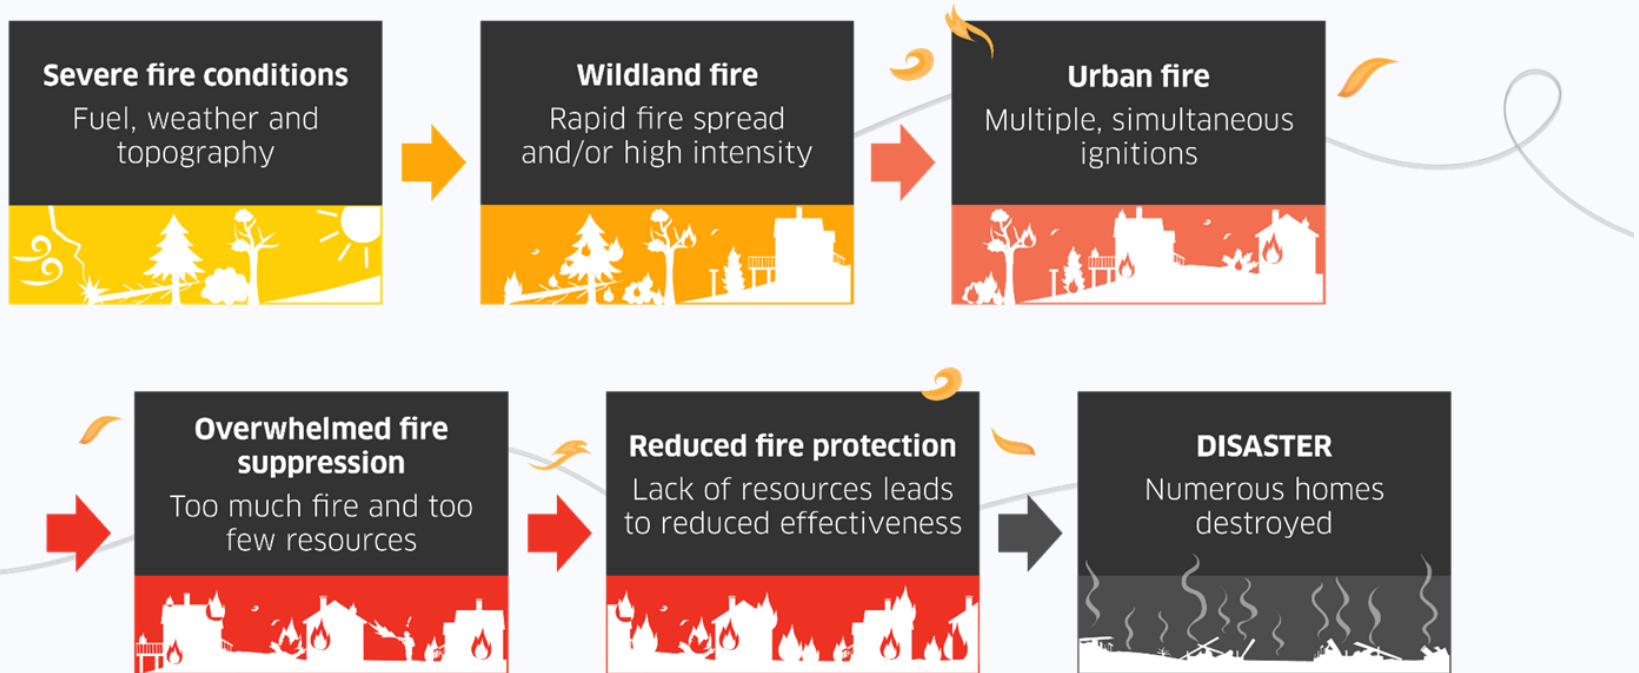 Severe fire conditions
Fuel, weather and
topography
Wildland fire
Rapid fire spread
and/or high intensity
Urban fire
Multiple, simultaneous
ignitions
Overwhelmed fire
suppression
Too much fire and too
few resources
Reduced fire protection
Lack of resources leads
to reduced effectiveness
DISASTER
Numerous homes
destroyed